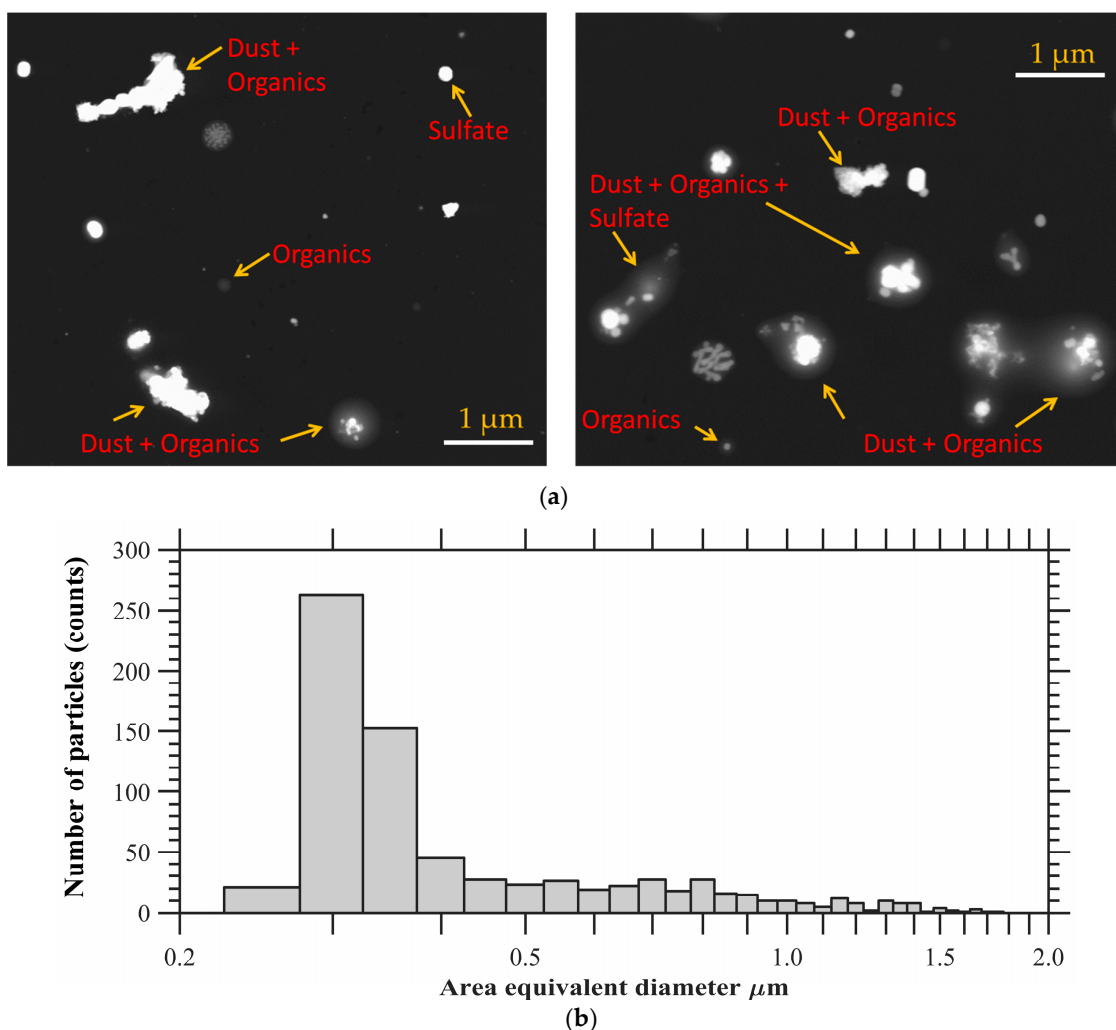 Dust +
Organics
Sulfate
Organics
Dust + Organics
1 µm
1 µm
Dust + Organics
Dust + Organics +
Sulfate
Organics
Dust + Organics
(a)
Number of particles (counts)
300
250
200
150
100
50
0
0.2
0.5
1.0
1.5
2.0
Area equivalent diameter µm
(b)